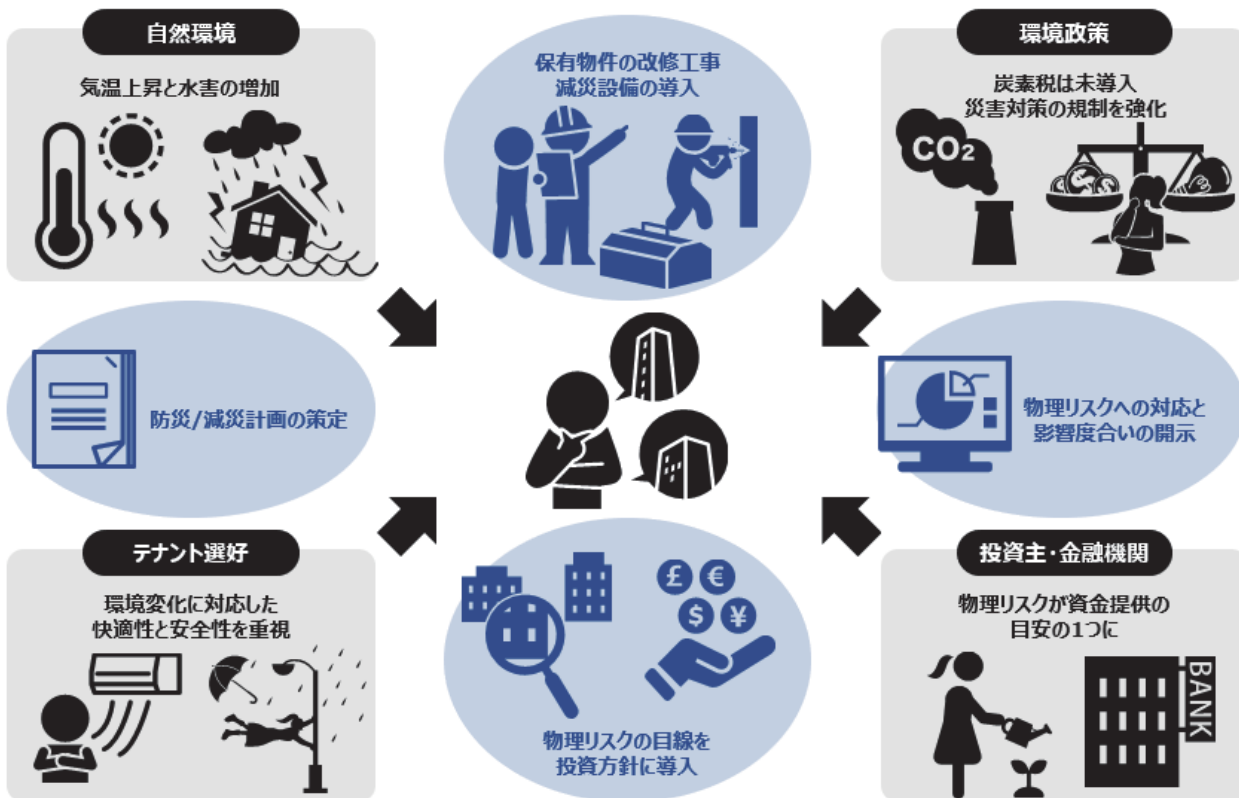 自然環境
気温上昇と水害の増加
保有物件の改修工事
減災設備の導入
環境政策
炭素税は未導入
災害対策の規制を強化
CO₂
防災/減災計画の策定
物理リスクへの対応と
影響度合いの開示
テナント選好
環境変化に対応した
快適性と安全性を重視
£ €
$ ¥
物理リスクの目線を
投資方針に導入
投資主・金融機関
物理リスクが資金提供の
目安の1つに
BANK